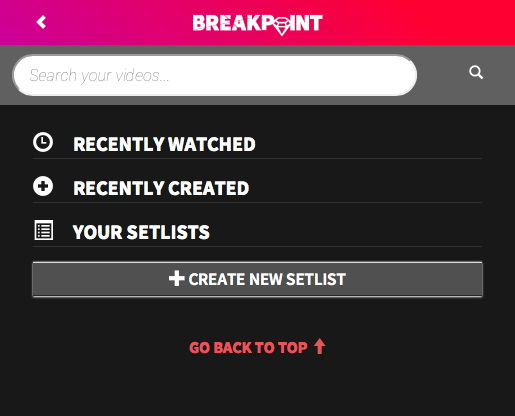 BREAKPOINT
Search your videos...
RECENTLY WATCHED
RECENTLY CREATED
YOUR SETLISTS
CREATE NEW SETLIST
GO BACK TO TOP